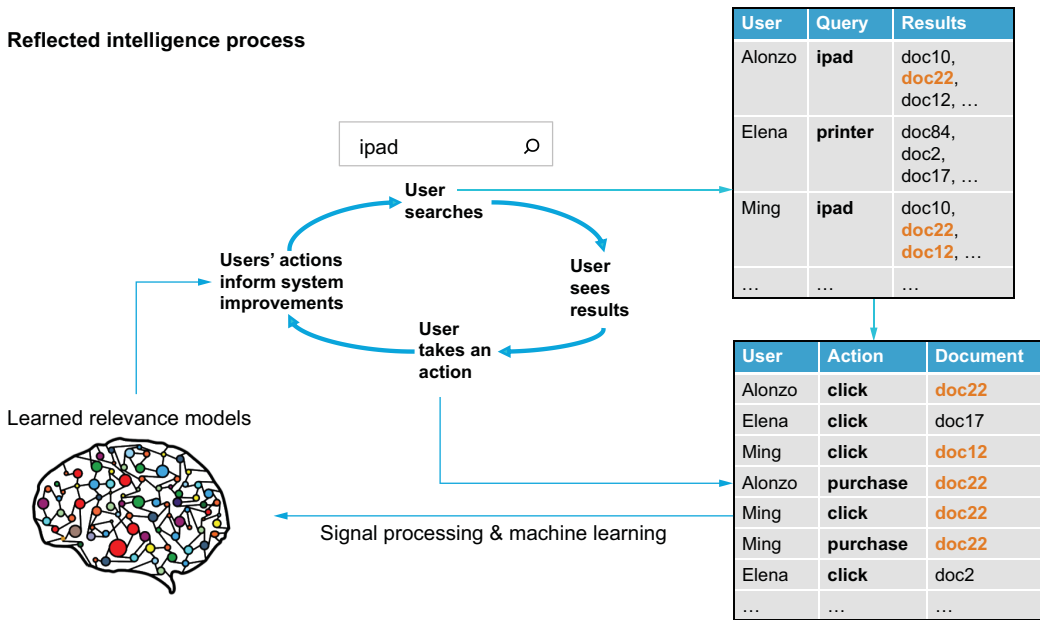 Reflected intelligence process
ipad
User
searches
User
sees
results
User
takes an
action
Users’ actions
inform system
improvements
Learned relevance models
Signal processing & machine learning
User Query Results
Alonzo ipad doc10,
doc22,
doc12, …
Elena printer doc84,
doc2,
doc17, …
Ming ipad doc10,
doc22,
doc12, …
… … …
User Action Document
Alonzo click doc22
Elena click doc17
Ming click doc12
Alonzo purchase doc22
Ming click doc22
Ming purchase doc22
Elena click doc2
… … …